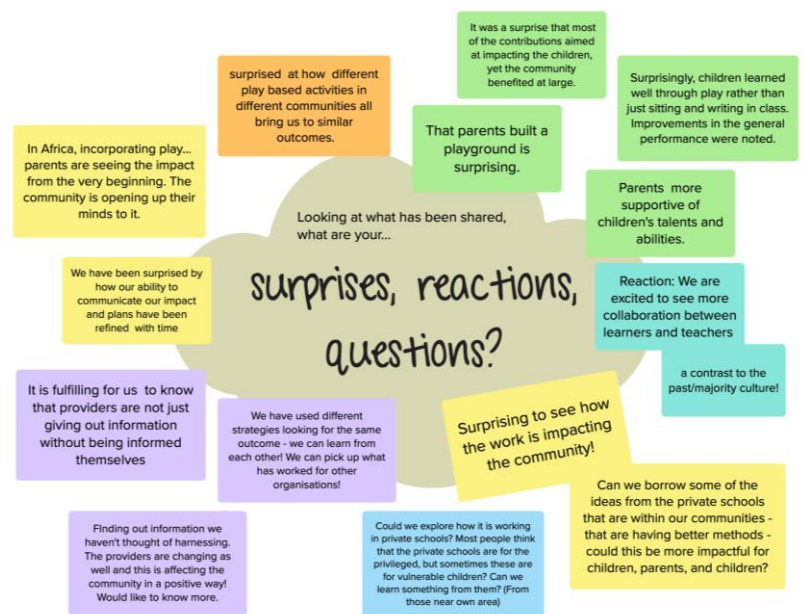 It was a surprise that most
of the contributions aimed
at impacting the children,
yet the community
benefited at large.
surprised at how different
play based activities in
different communities all
bring us to similar
outcomes.
Surprisingly, children learned
well through play rather than
just sitting and writing in class.
Improvements in the general
performance were noted.
That parents built a
playground is
surprising.
In Africa, incorporating play...
parents are seeing the impact
from the very beginning. The
community is opening up their
minds to it.
Parents more
supportive of
children's talents and
abilities.
Looking at what has been shared,
what are your...
surprises, reactions,
questions?
We have been surprised by
how our ability to
communicate our impact
and plans have been
refined with time
Reaction: We are
excited to see more
collaboration between
learners and teachers
a contrast to the
past/majority culture!
It is fulfilling for us to know
that providers are not just
giving out information
without being informed
themselves
We have used different
strategies looking for the same
outcome - we can learn from
each other! We can pick up what
has worked for other
organisations!
Surprising to see how
the work is impacting
the community!
Can we borrow some of the
ideas from the private schools
that are within our communities -
that are having better methods -
could this be more impactful for
children, parents, and children?
FInding out information we
haven't thought of harnessing.
The providers are changing as
well and this is affecting the
community in a positive way!
Would like to know more.
Could we explore how it is working
in private schools? Most people think
that the private schools are for the
privileged, but sometimes these are
for vulnerable children? Can we
learn something from them? (From
those near own area)